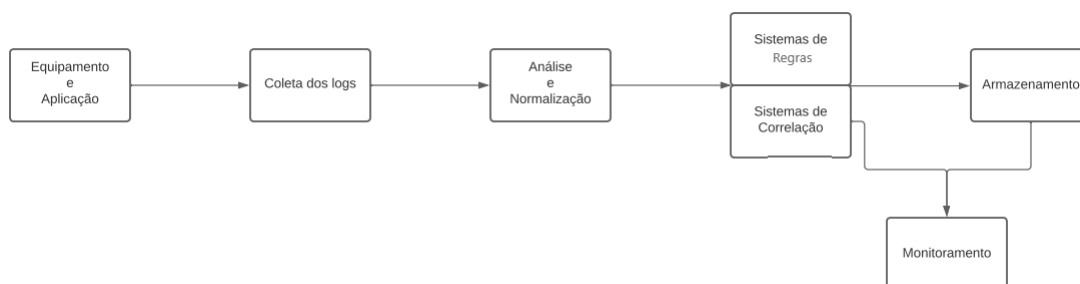 Equipamento
e
Aplicação
Coleta dos logs
Análise
e
Normalização
Sistemas de
Regras
Sistemas de
Correlação
Armazenamento
Monitoramento